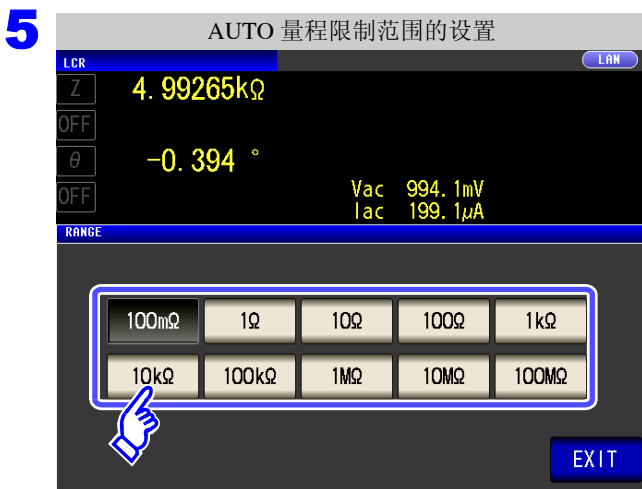 5
AUTO 量程限制范围的设置
LCR
LAN
Z 4.99265kΩ
OFF
θ -0.394 °
OFF
Vac 994.1mV
Iac 199.1μA
RANGE
100mΩ 1Ω 10Ω 100Ω 1kΩ
10kΩ 100kΩ 1MΩ 10MΩ 100MΩ
EXIT